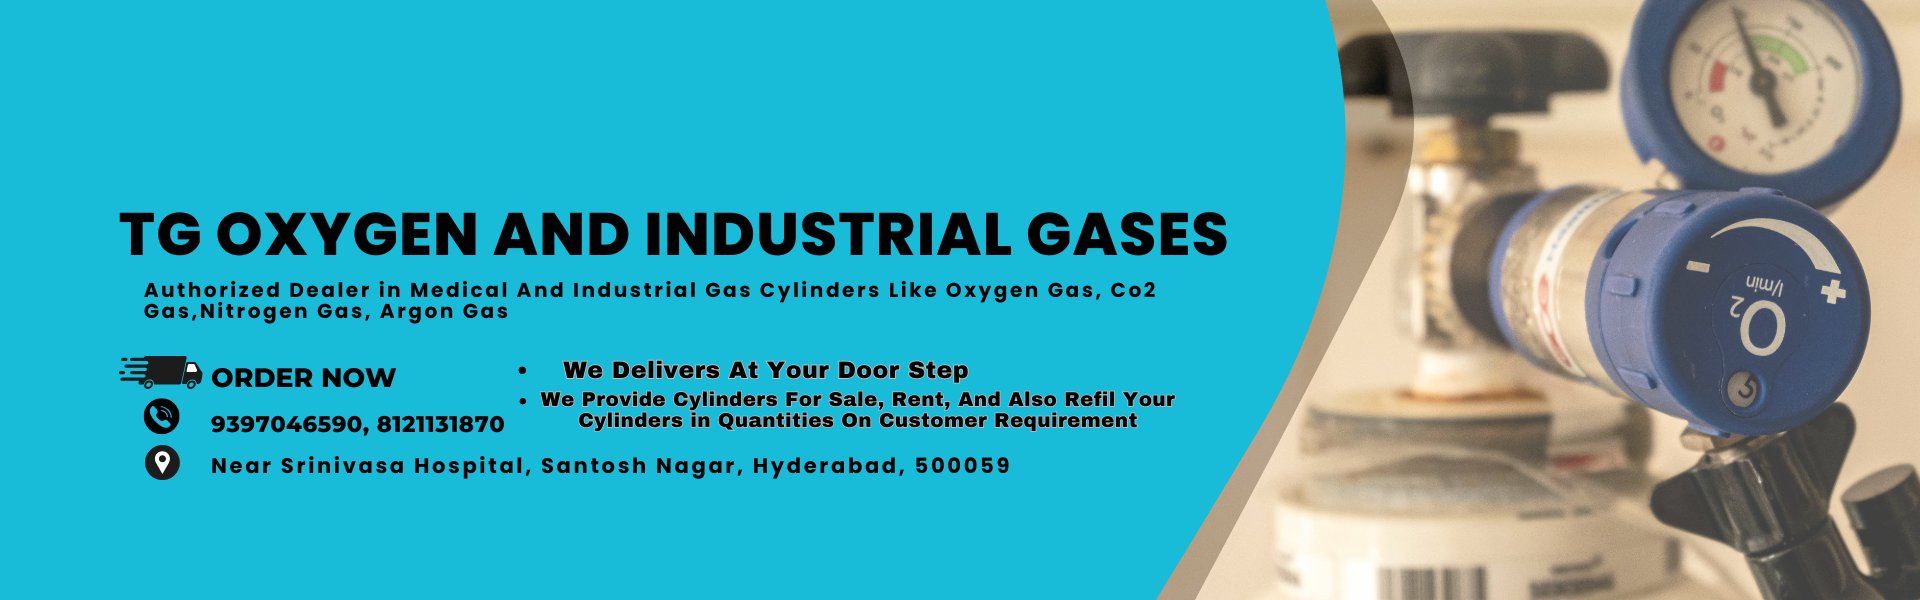 TG OXYGEN AND INDUSTRIAL GASES
Authorized Dealer in Medical And Industrial Gas Cylinders Like Oxygen Gas, Co2
Gas,Nitrogen Gas, Argon Gas
ORDER NOW
9397046590, 8121131870
Near Srinivasa Hospital, Santosh Nagar, Hyderabad, 500059
• We Delivers At Your Door Step
• We Provide Cylinders For Sale, Rent, And Also Refil Your
Cylinders in Quantities On Customer Requirement
l/min
O2
5